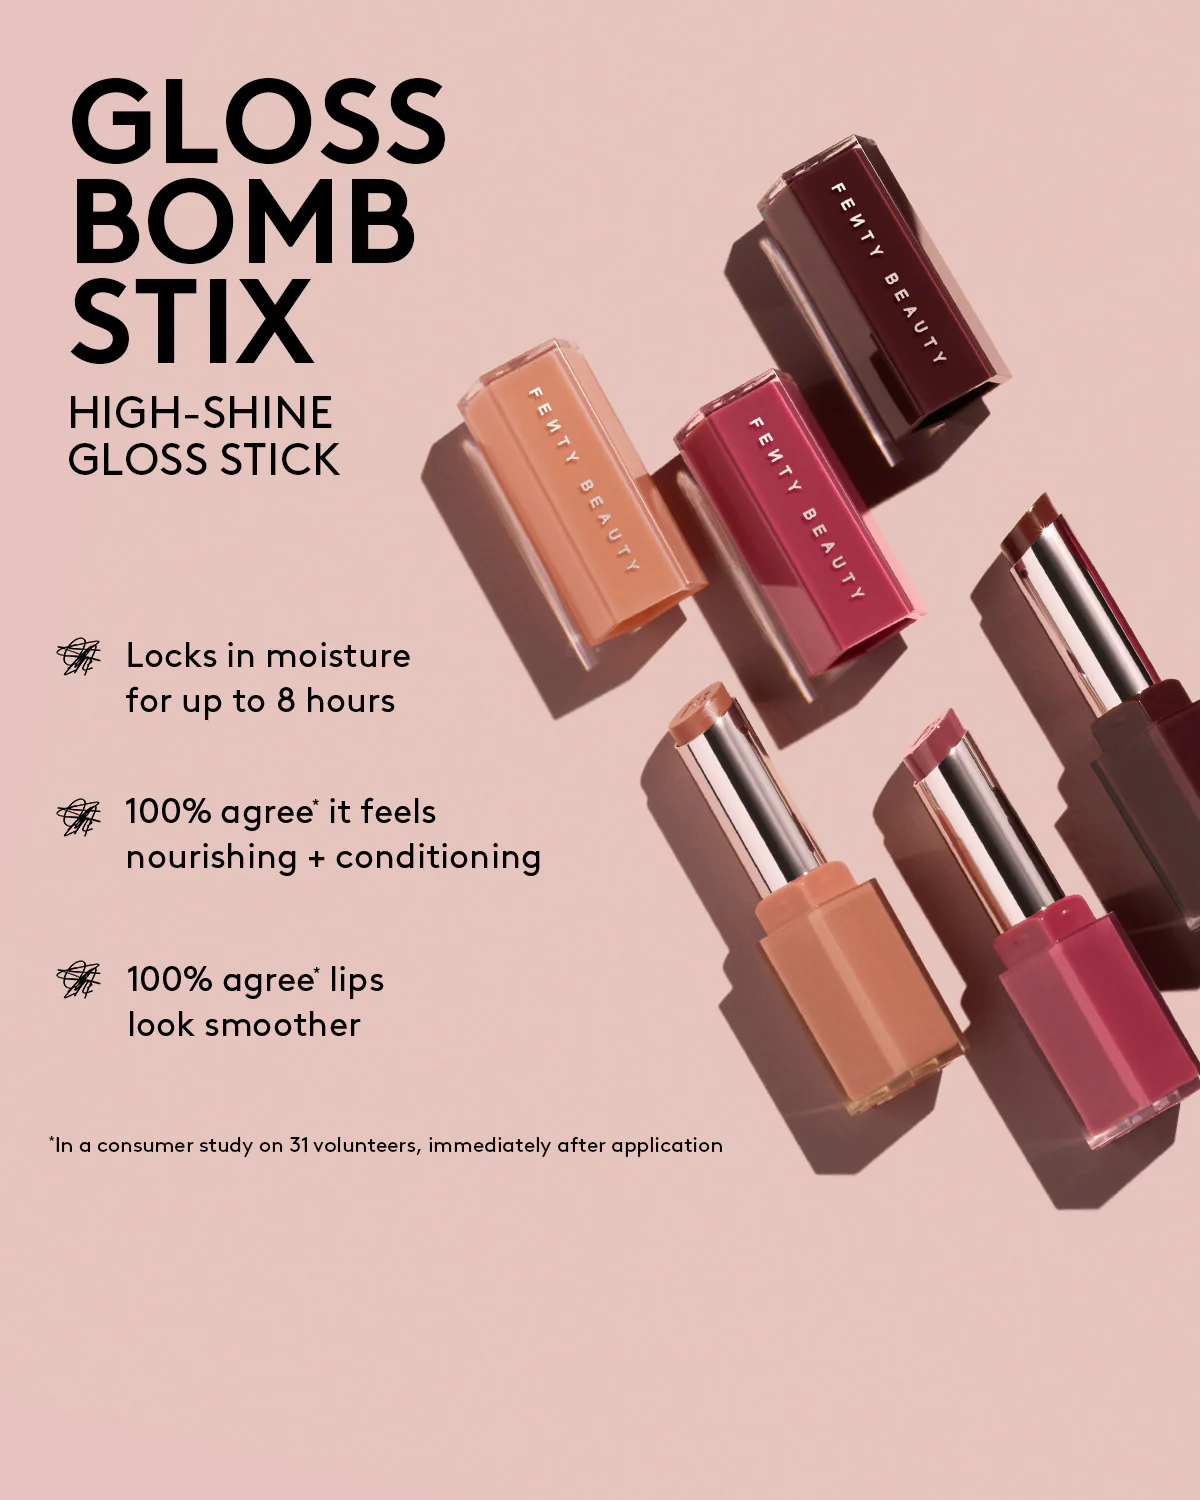 GLOSS
BOMB
STIX
HIGH-SHINE
GLOSS STICK
Locks in moisture
for up to 8 hours
100% agree* it feels
nourishing + conditioning
100% agree* lips
look smoother
*In a consumer study on 31 volunteers, immediately after application
FENTY BEAUTY
FENTY BEAUTY
FENTY BEAUTY